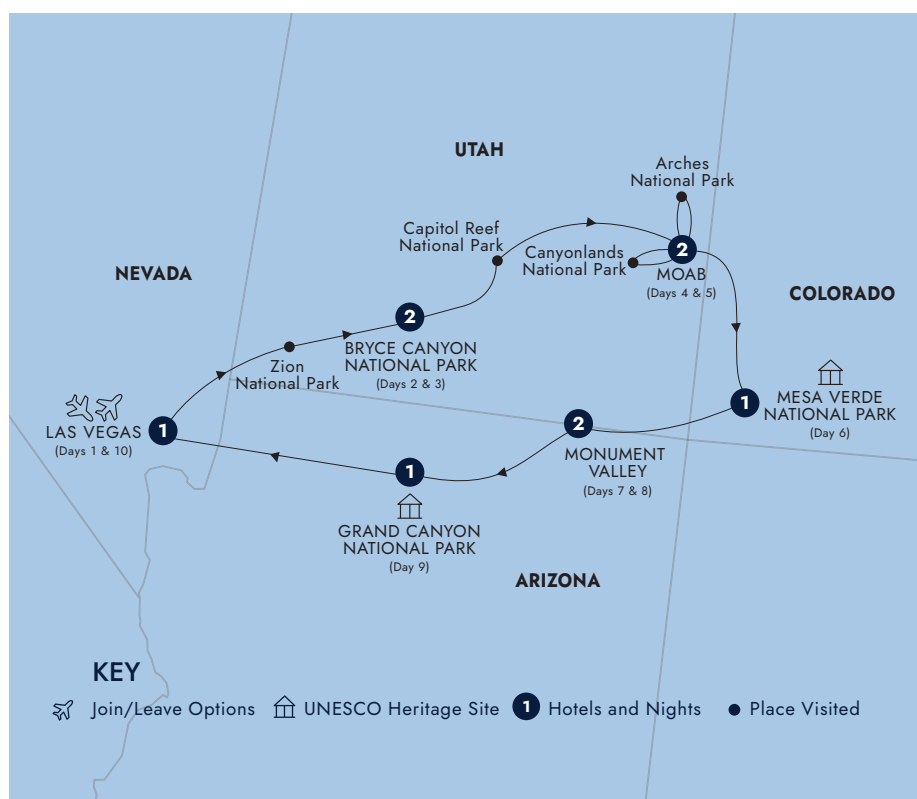 UTAH
Arches
National Park
Capitol Reef
National Park
Canyonlands
National Park
2
MOAB
(Days 4 & 5)
NEVADA
COLORADO
2
BRYCE CANYON
NATIONAL PARK
(Days 2 & 3)
Zion
National Park
1
MESA VERDE
NATIONAL PARK
(Day 6)
1
LAS VEGAS
(Days 1 & 10)
2
MONUMENT
VALLEY
(Days 7 & 8)
1
GRAND CANYON
NATIONAL PARK
(Day 9)
ARIZONA
KEY
Join/Leave Options
UNESCO Heritage Site
1
Hotels and Nights
Place Visited